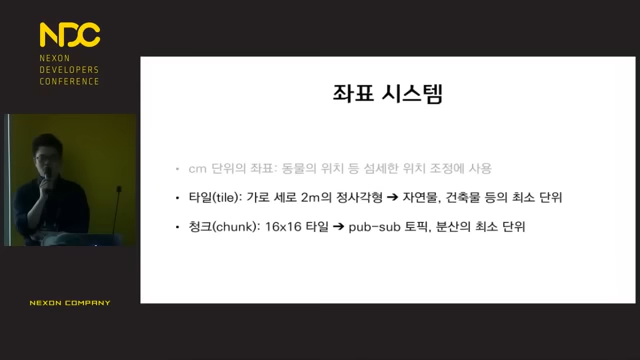 NDC
NEXON
DEVELOPERS
CONFERENCE
좌표 시스템
• cm 단위의 좌표: 동물의 위치 등 섬세한 위치 조정에 사용
• 타일(tile): 가로 세로 2m의 정사각형 ➔ 자연물, 건축물 등의 최소 단위
• 청크(chunk): 16x16 타일 ➔ pub-sub 토픽, 분산의 최소 단위
NEXON COMPANY